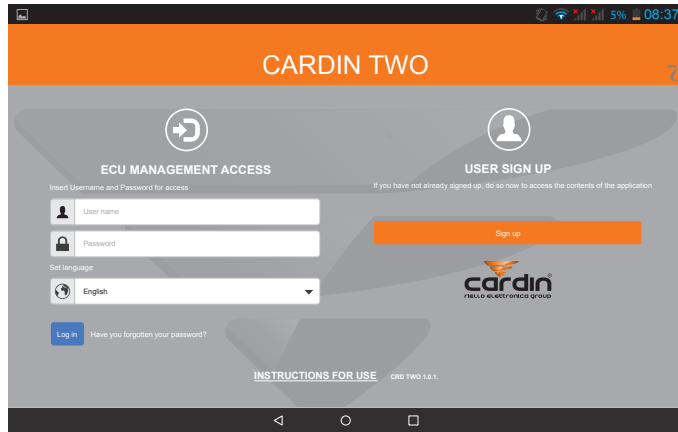 5% 08:37
CARDIN TWO
ECU MANAGEMENT ACCESS
Insert Username and Password for access
User name
Password
Set language
English
Log in Have you forgotten your password?
USER SIGN UP
If you have not already signed up, do so now to access the contents of the application
Sign up
cardin
riello elettronica group
INSTRUCTIONS FOR USE CRD TWO 1.0.1.